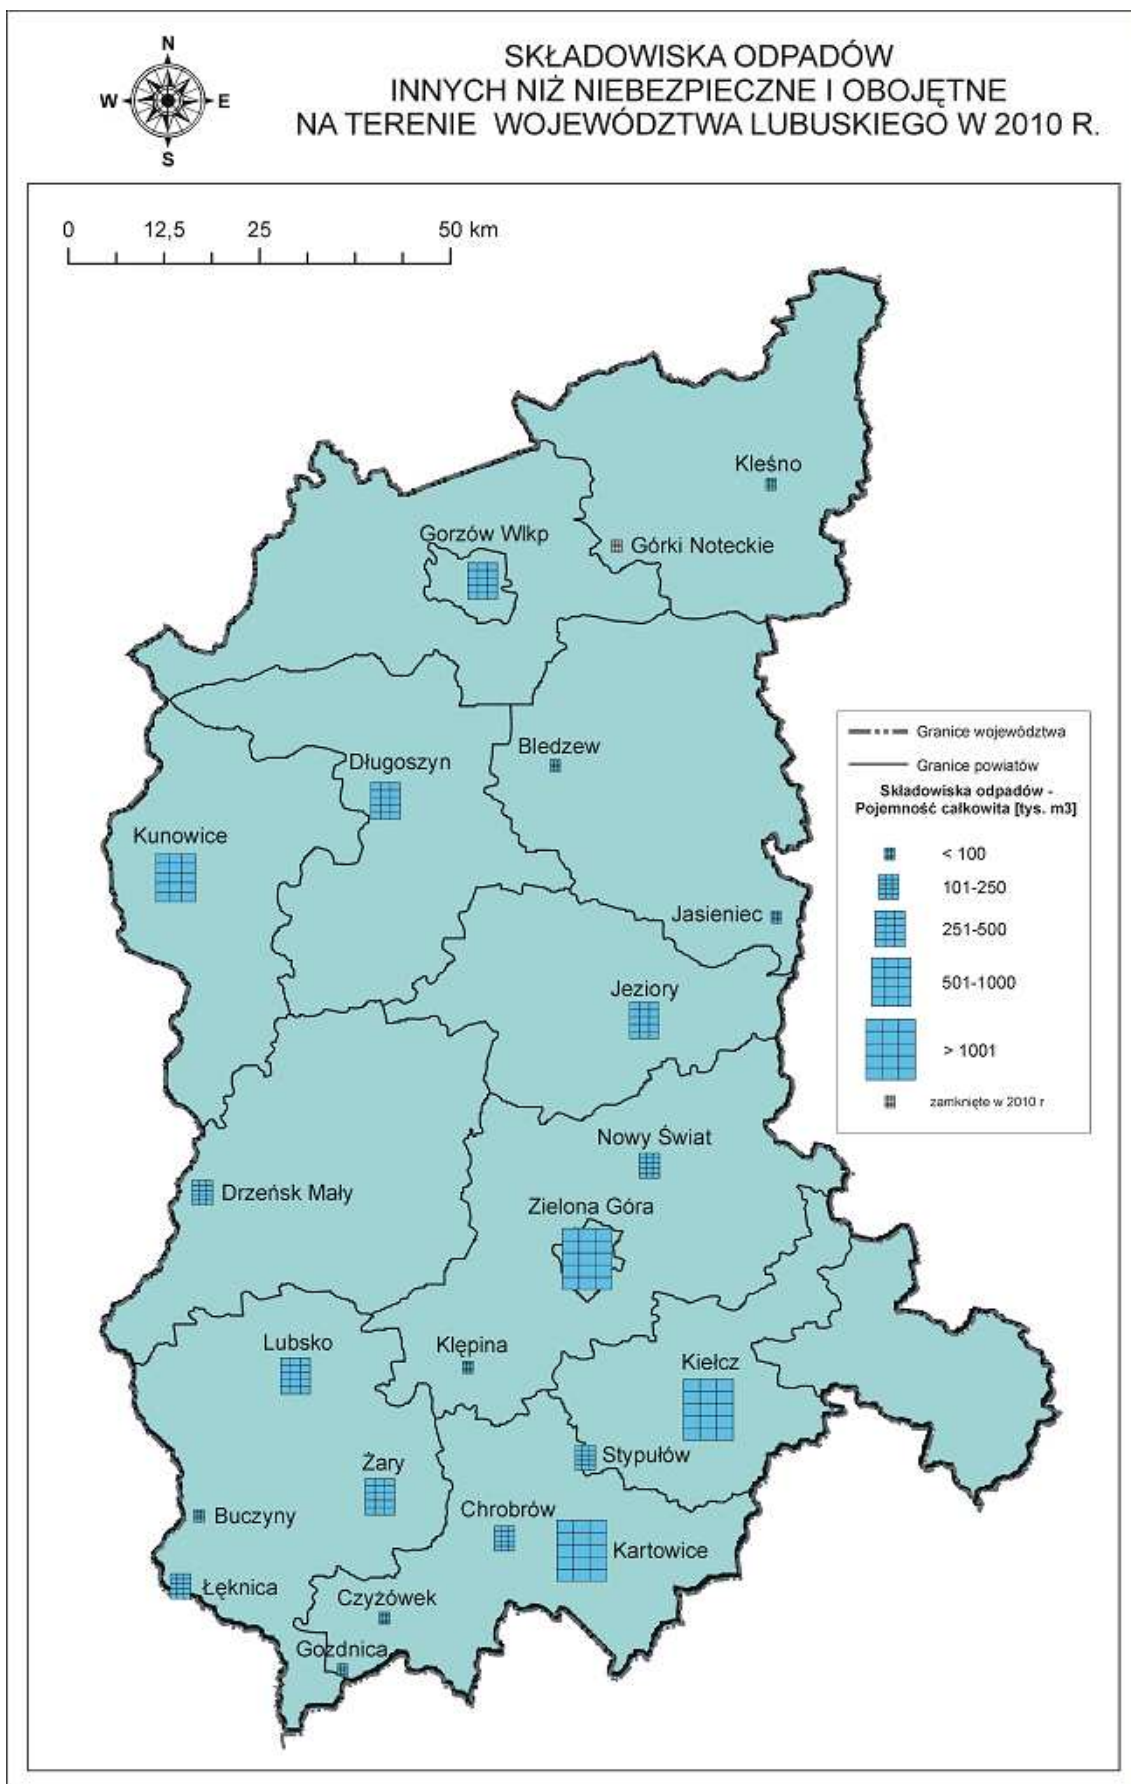 N
W E
S
SKŁADOWISKA ODPADÓW
INNYCH NIŻ NIEBEZPIECZNE I OBOJĘTNE
NA TERENIE WOJEWÓDZTWA LUBUSKIEGO W 2010 R.
0 12,5 25 50 km
Kleśno
Gorzów Wlkp
Górki Noteckie
Bledzew
Długoszyn
Kunowice
Jasieniec
Jeziory
Nowy Świat
Drzeńsk Mały
Zielona Góra
Lubsko
Klępina
Kiełcz
Stypułów
Żary
Chrobrów
Buczyny
Kartowice
Łęknica
Czyżówek
Gozdnica
Granice województwa
Granice powiatów
Składowiska odpadów -
Pojemność całkowita [tys. m3]
< 100
101-250
251-500
501-1000
> 1001
zamknięte w 2010 r